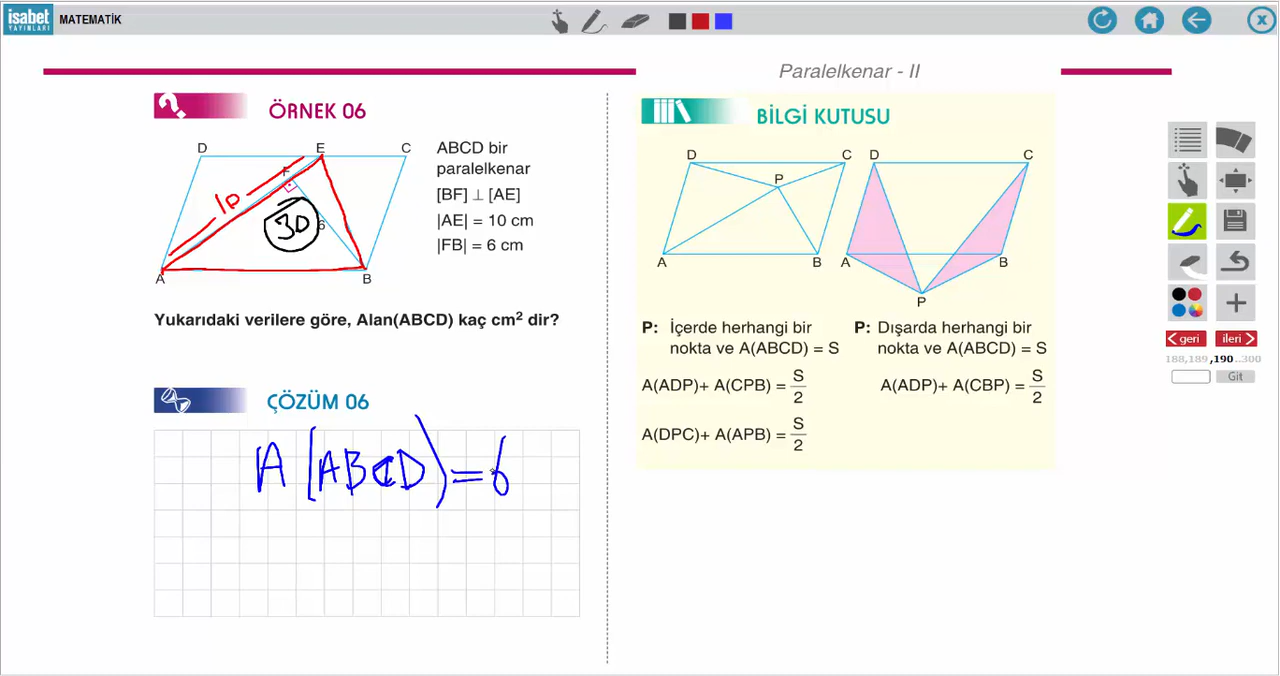 isabet
YAYINLARI
MATEMATİK
Paralelkenar - II
ÖRNEK 06
D E C
F
10
30
6
A B
ABCD bir
paralelkenar
[BF] ⊥ [AE]
|AE| = 10 cm
|FB| = 6 cm
Yukarıdaki verilere göre, Alan(ABCD) kaç cm² dir?
ÇÖZÜM 06
A(ABCD)=6
BİLGİ KUTUSU
D C
P
A B
D C
A B
P
P: İçerde herhangi bir
nokta ve A(ABCD) = S
A(ADP)+ A(CPB) = S/2
A(DPC)+ A(APB) = S/2
P: Dışarda herhangi bir
nokta ve A(ABCD) = S
A(ADP)+ A(CBP) = S/2
geri
ileri
188,189,190..300
Git